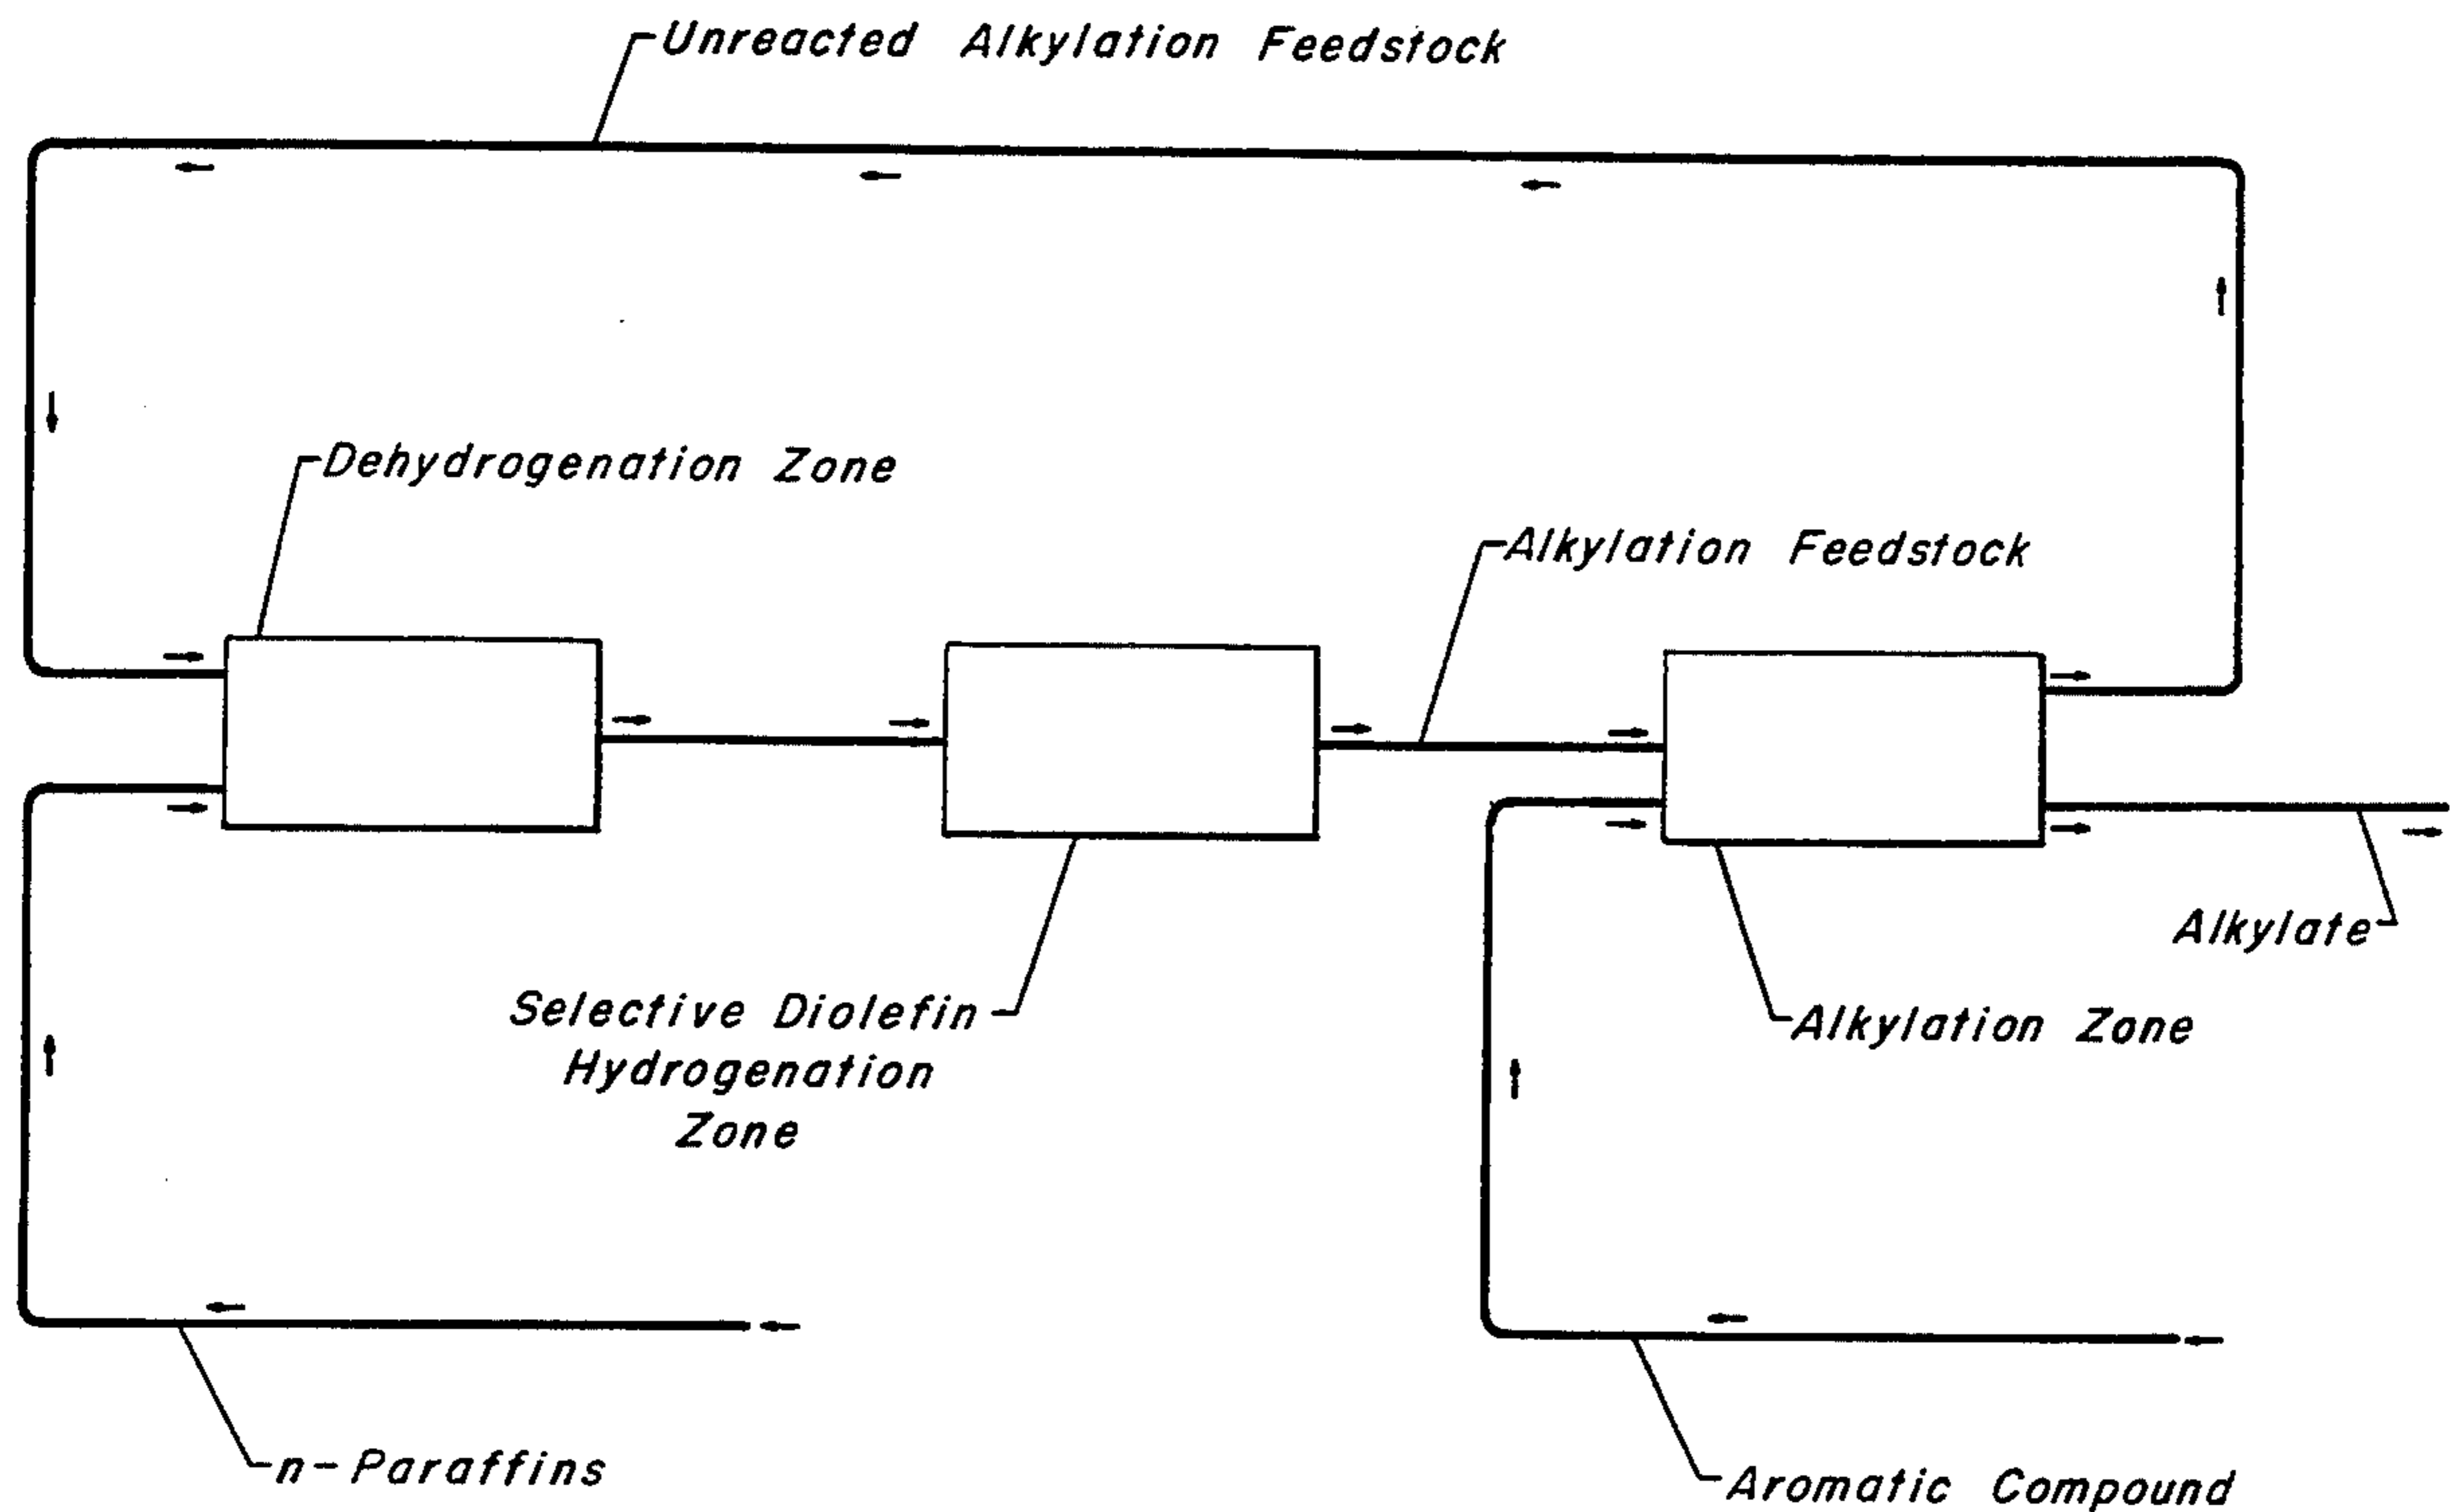 Unreacted Alkylation Feedstock
Dehydrogenation Zone
Alkylation Feedstock
Alkylate
Selective Diolefin
Hydrogenation
Zone
Alkylation Zone
n-Paraffins
Aromatic Compound